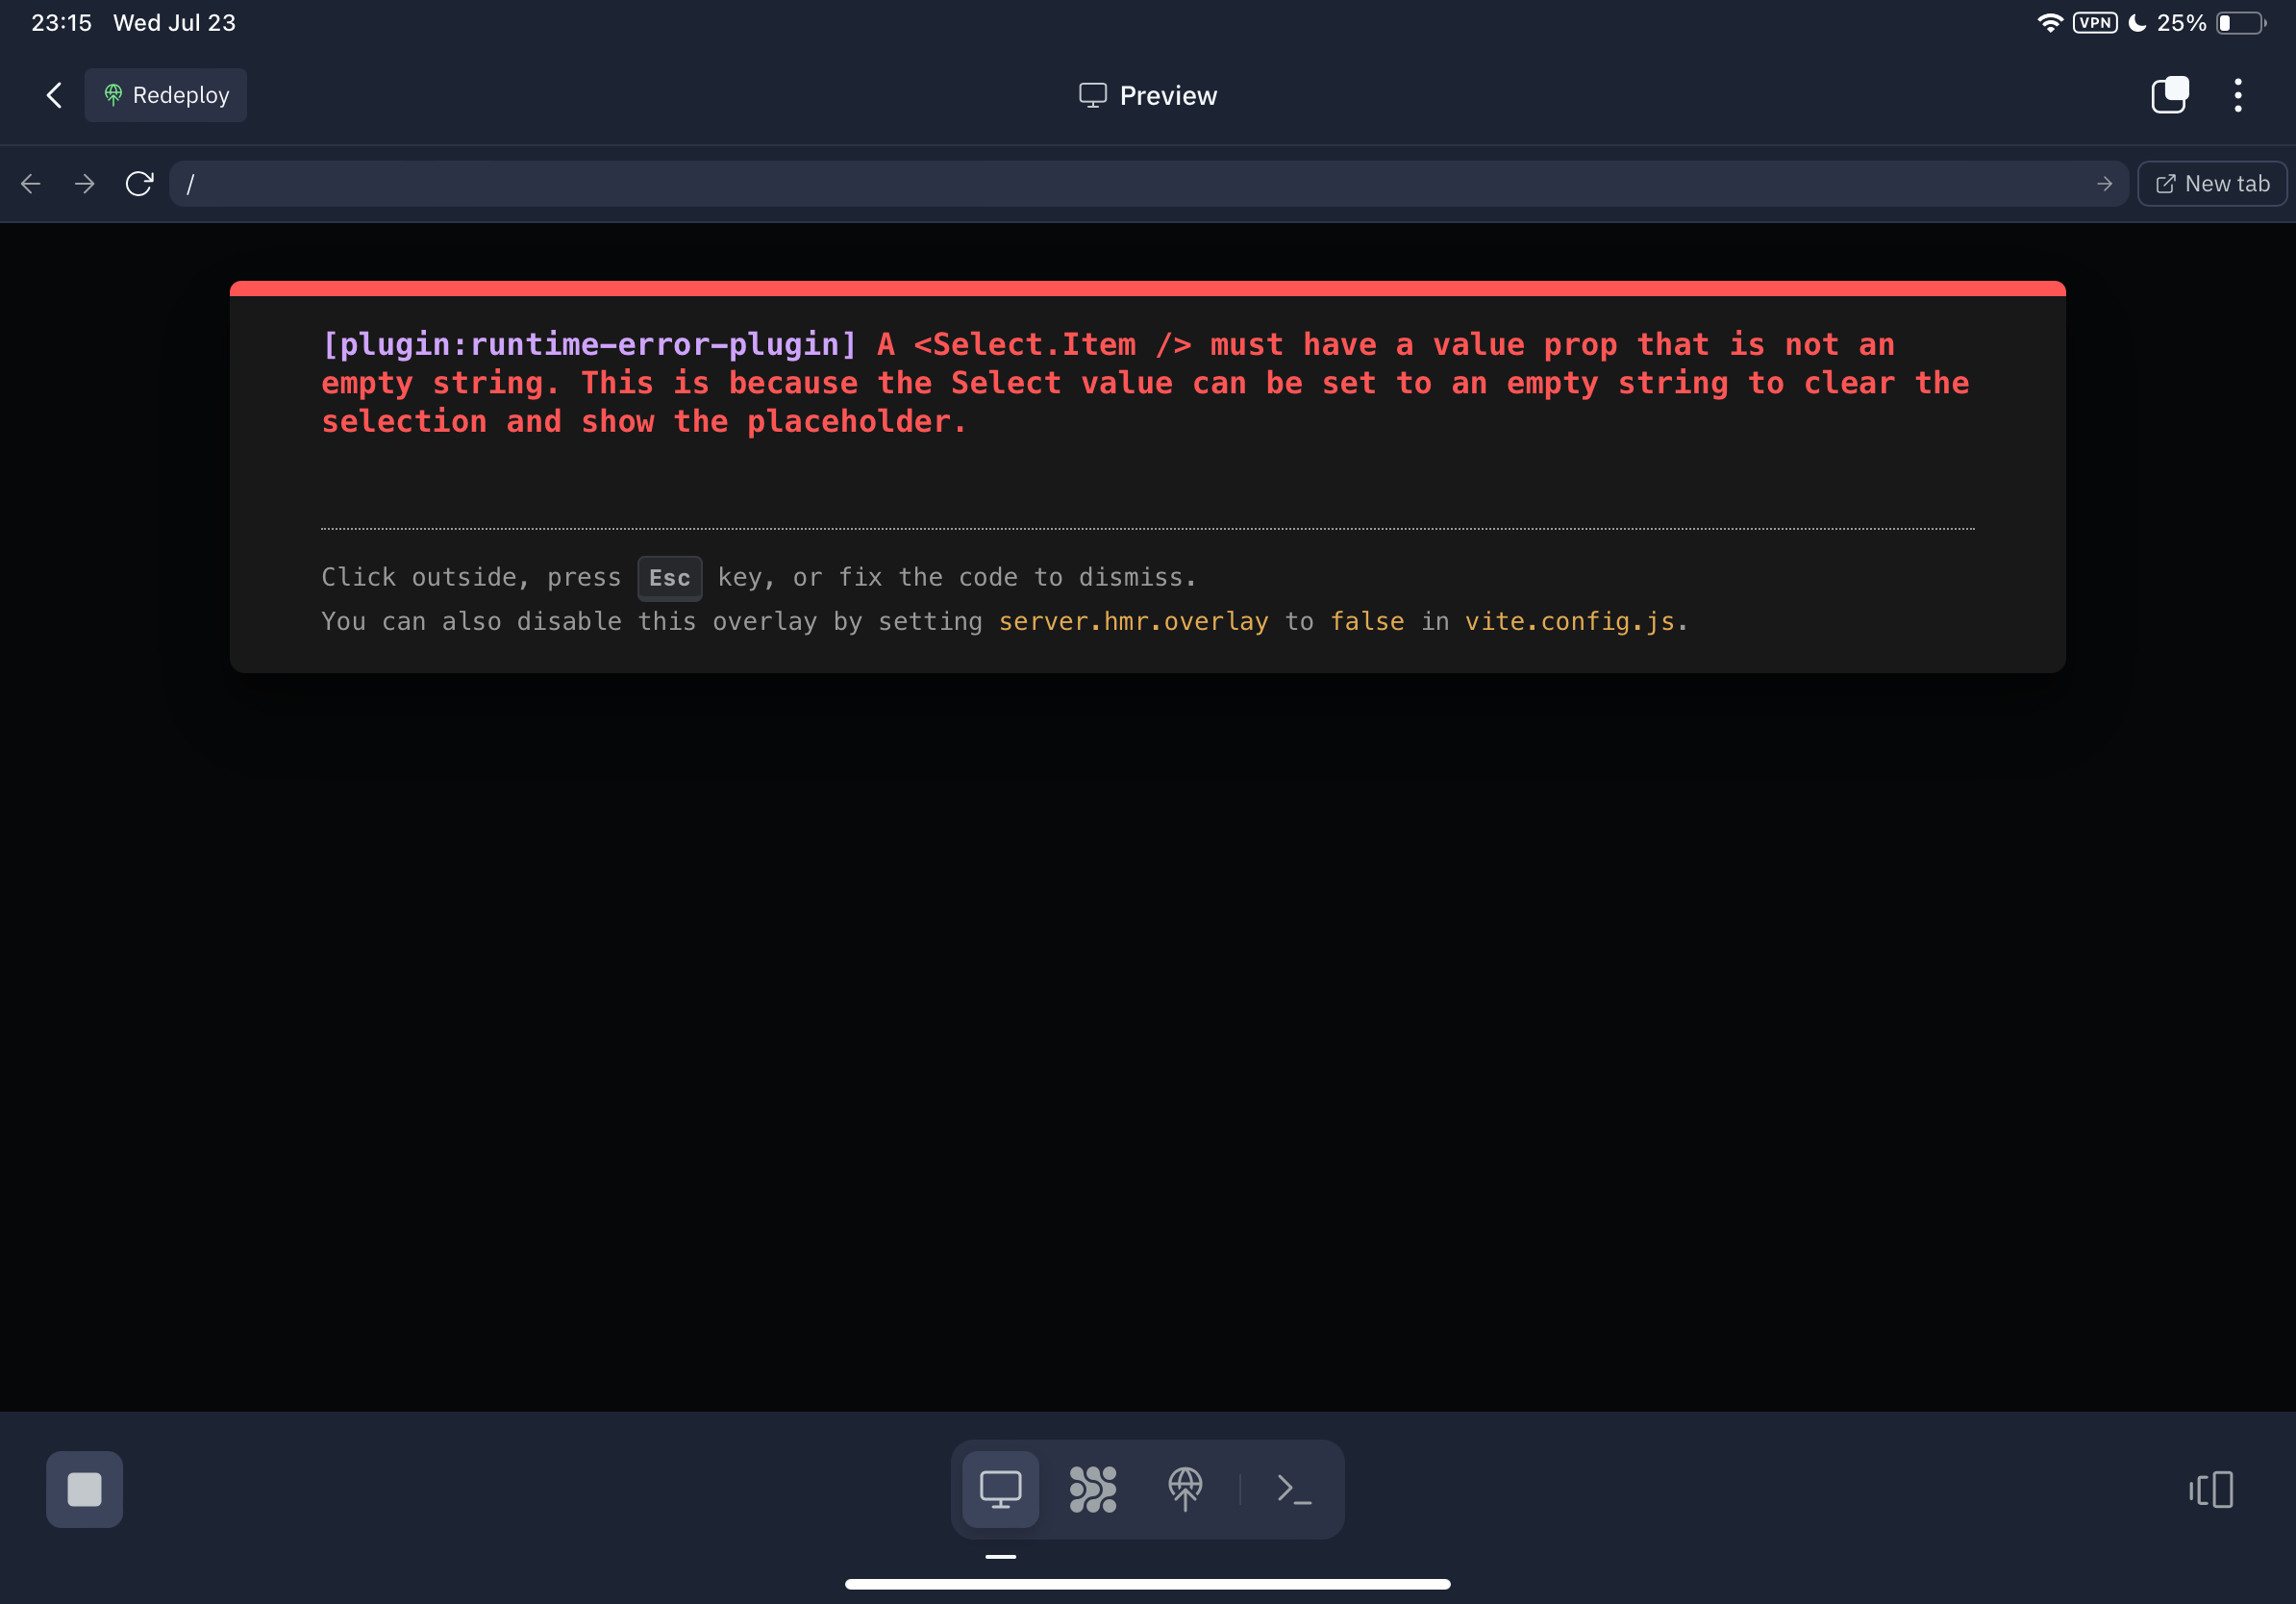 23:15 Wed Jul 23
VPN 25%
Redeploy
Preview
/
New tab
[plugin:runtime-error-plugin] A <Select.Item /> must have a value prop that is not an
empty string. This is because the Select value can be set to an empty string to clear the
selection and show the placeholder.
Click outside, press Esc key, or fix the code to dismiss.
You can also disable this overlay by setting server.hmr.overlay to false in vite.config.js.